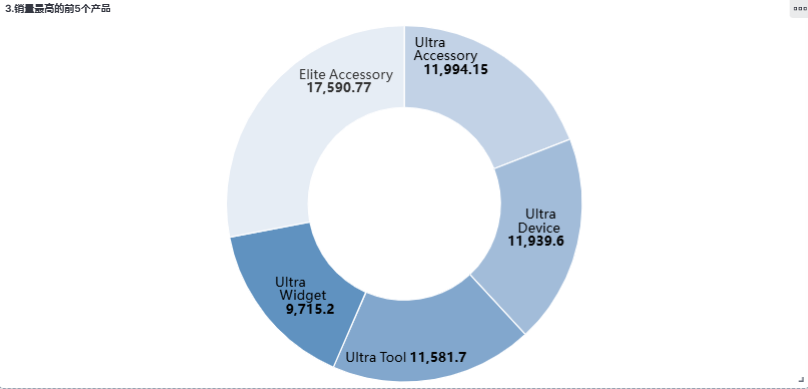 3.销量最高的前5个产品
Ultra
Accessory
11,994.15
Elite Accessory
17,590.77
Ultra
Device
11,939.6
Ultra
Widget
9,715.2
Ultra Tool 11,581.7